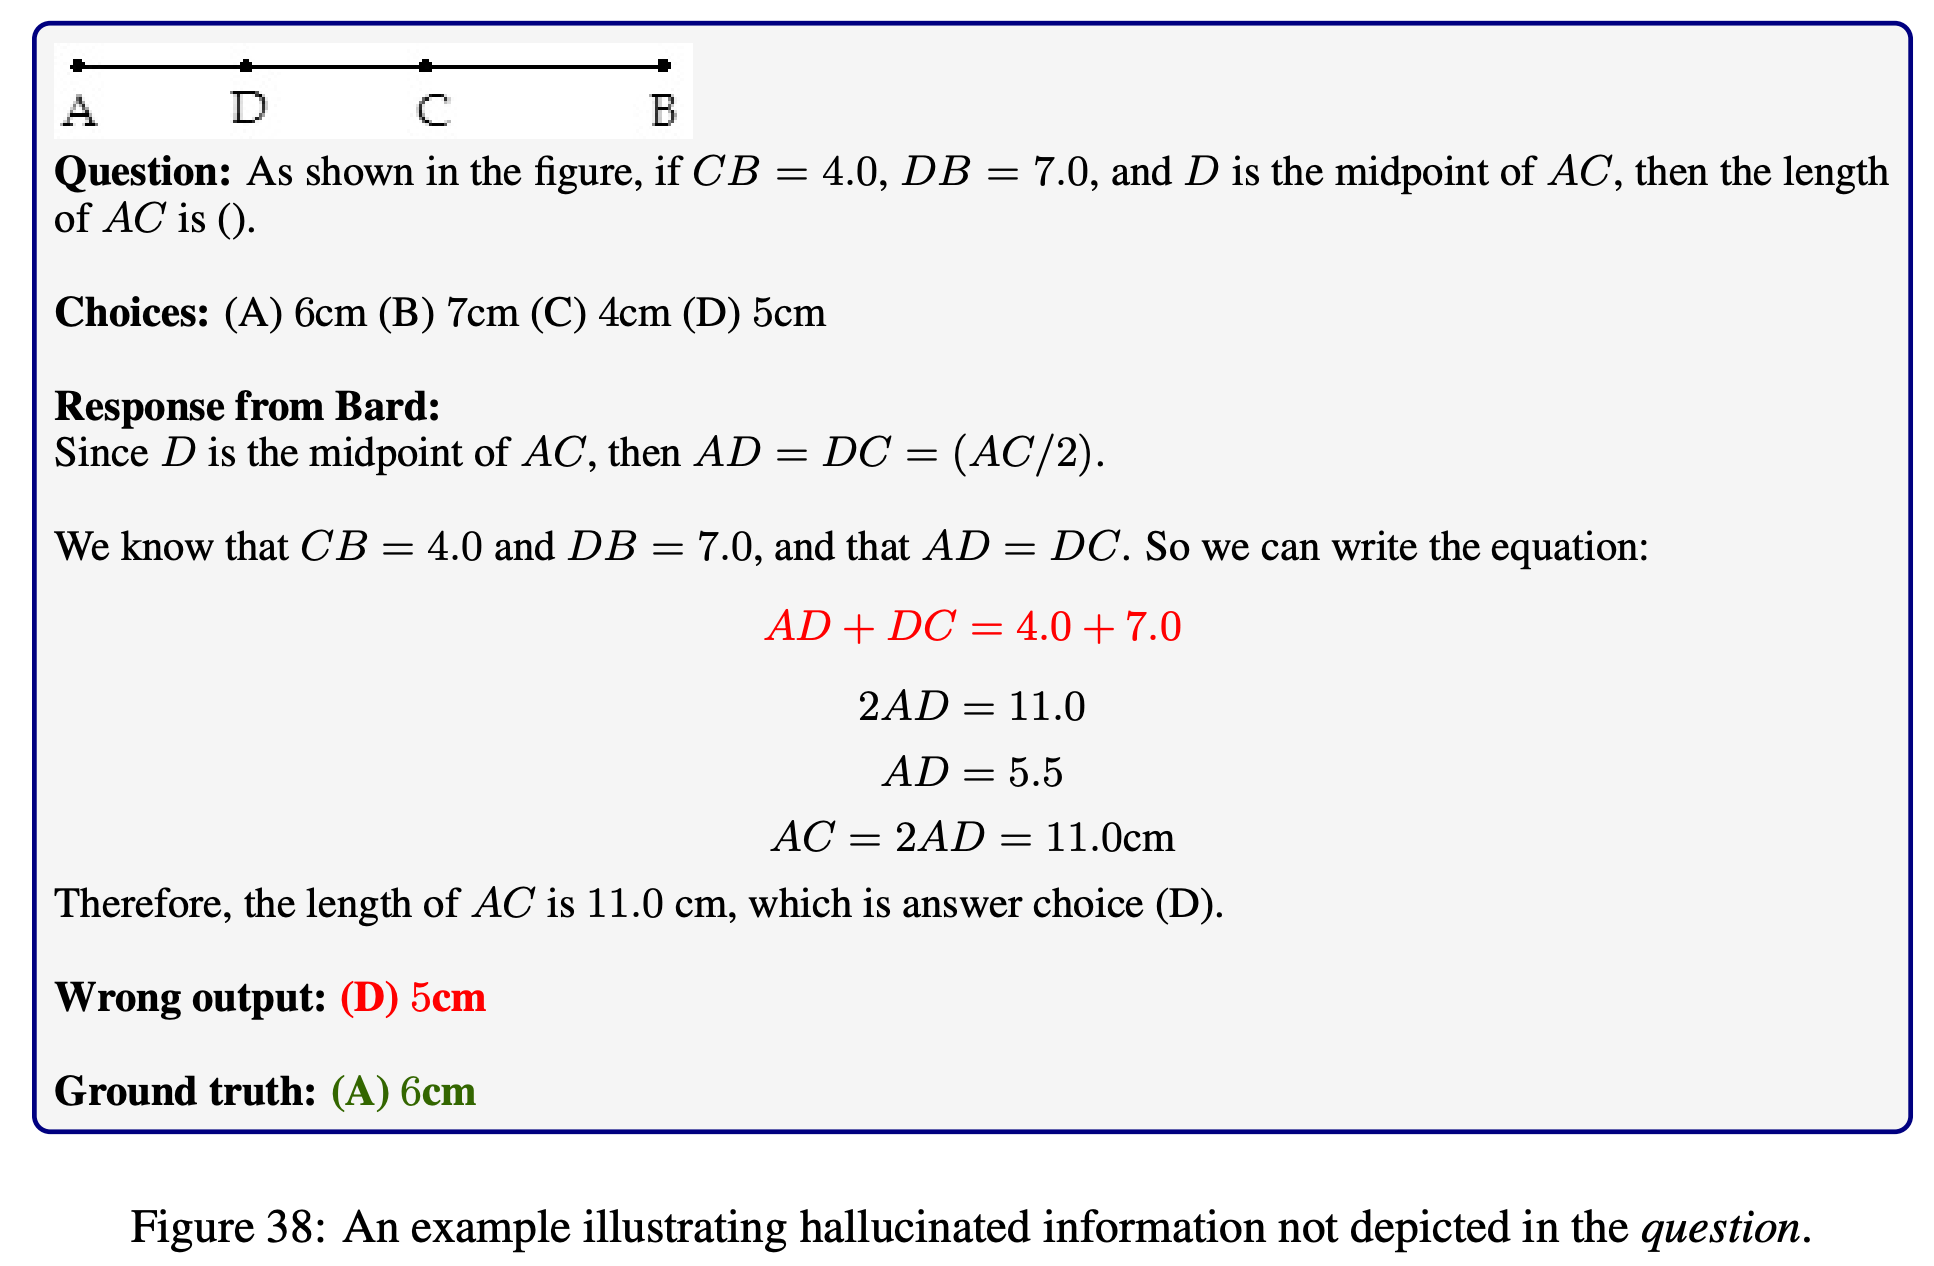 A D C B
Question: As shown in the figure, if CB = 4.0, DB = 7.0, and D is the midpoint of AC, then the length
of AC is ().
Choices: (A) 6cm (B) 7cm (C) 4cm (D) 5cm
Response from Bard:
Since D is the midpoint of AC, then AD = DC = (AC/2).
We know that CB = 4.0 and DB = 7.0, and that AD = DC. So we can write the equation:
AD + DC = 4.0 + 7.0
2AD = 11.0
AD = 5.5
AC = 2AD = 11.0cm
Therefore, the length of AC is 11.0 cm, which is answer choice (D).
Wrong output: (D) 5cm
Ground truth: (A) 6cm
Figure 38: An example illustrating hallucinated information not depicted in the question.